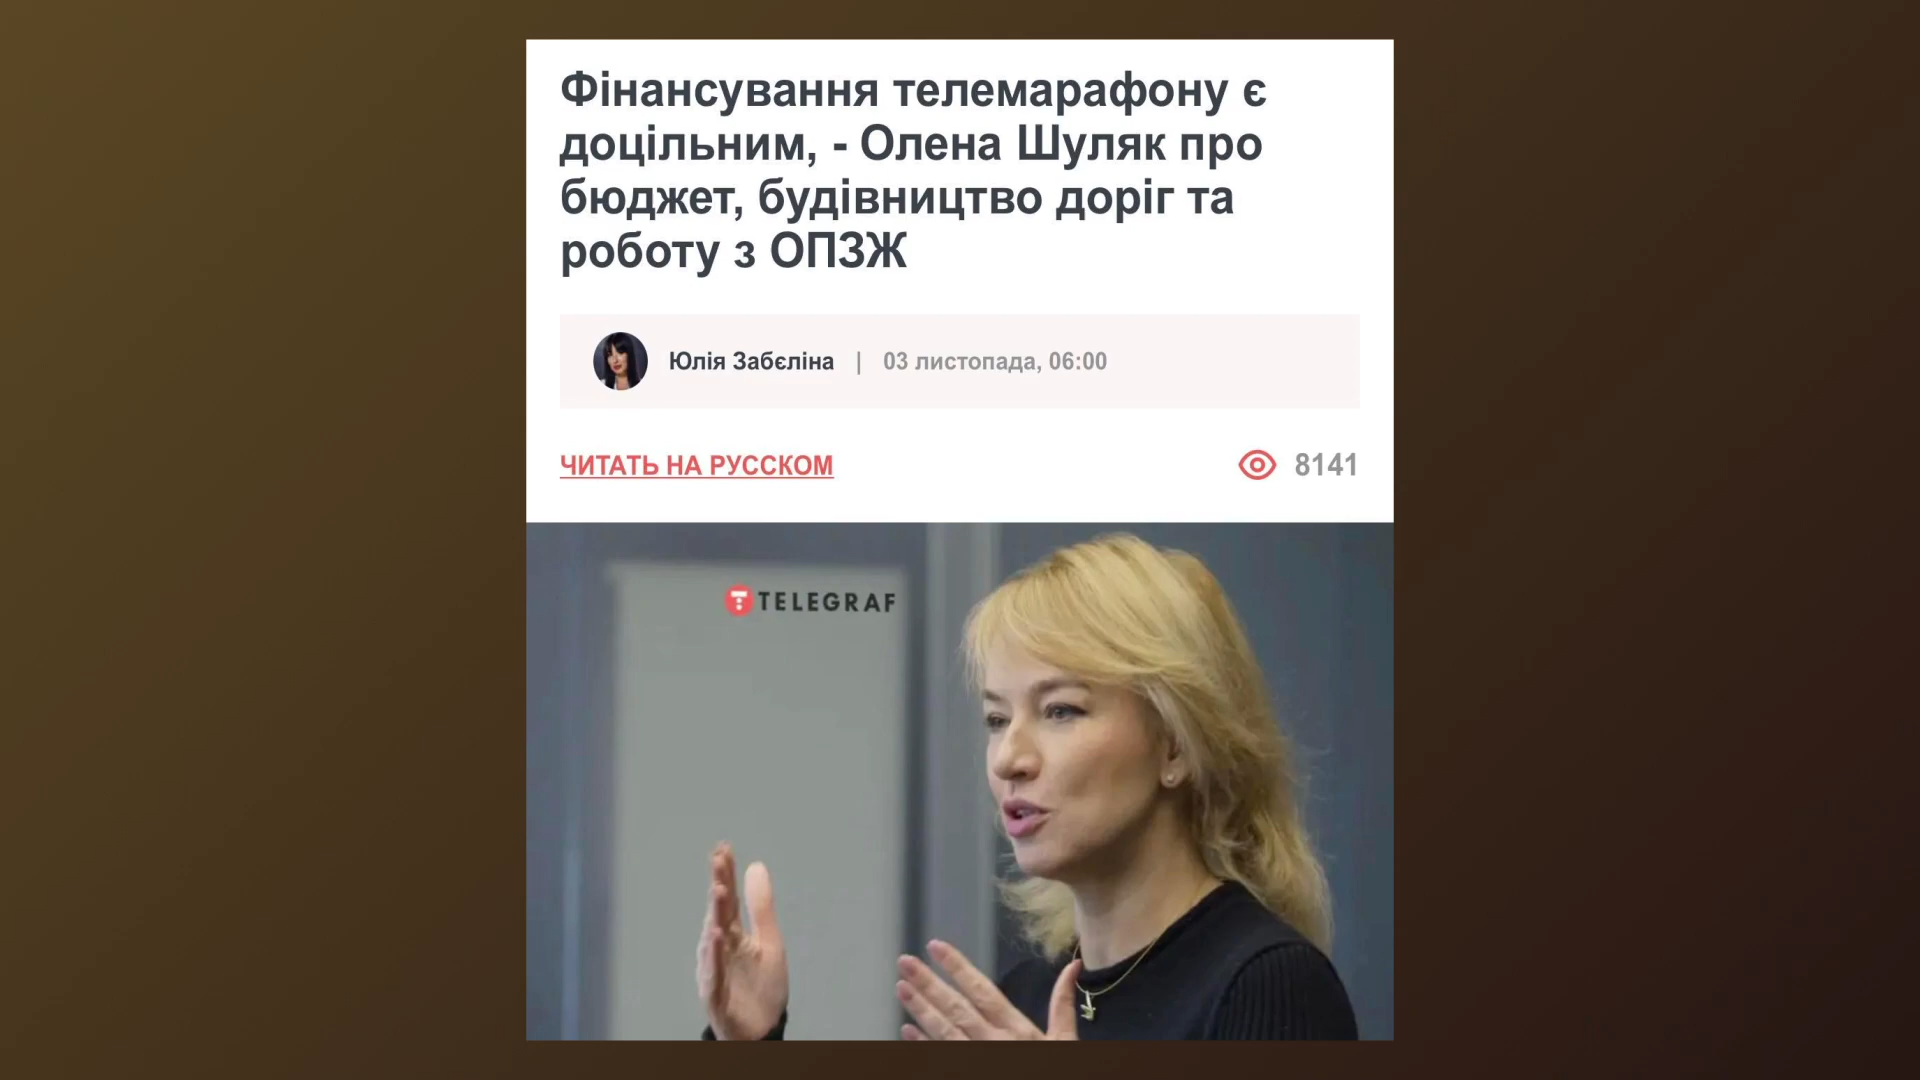 Фінансування телемарафону є
доцільним, - Олена Шуляк про
бюджет, будівництво доріг та
роботу з ОПЗЖ
Юлія Забєліна | 03 листопада, 06:00
ЧИТАТЬ НА РУССКОМ
8141
TELEGRAF